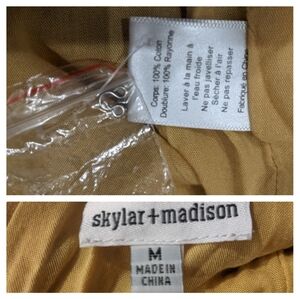 Corps: 100% Coton
Doublure: 100% Rayonne
Laver à la main à
l'eau froide
Ne pas javelliser
Sécher à l'air
Ne pas repasser
Fabriqué en Chine
skylar+madison
M
MADE IN
CHINA